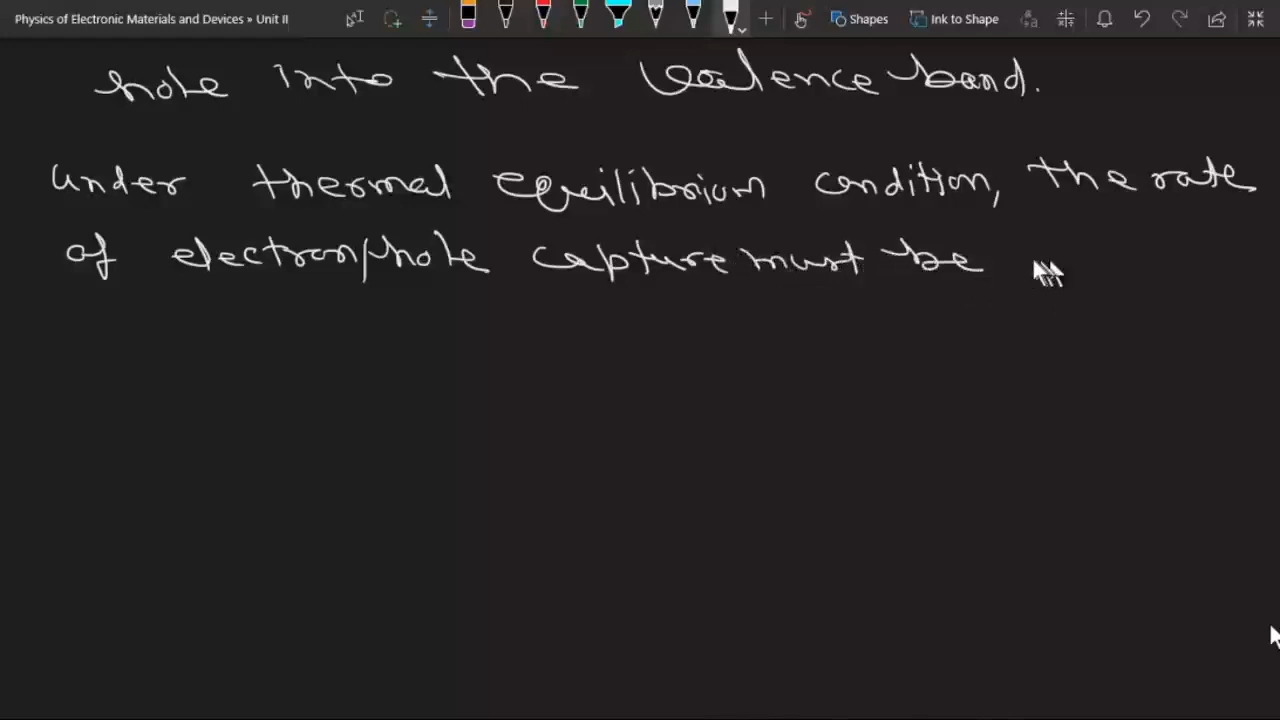 Physics of Electronic Materials and Devices » Unit II
Shapes
Ink to Shape
hole into the valence band.
under thermal equilibrium condition, the rate
of electron/hole capture must be